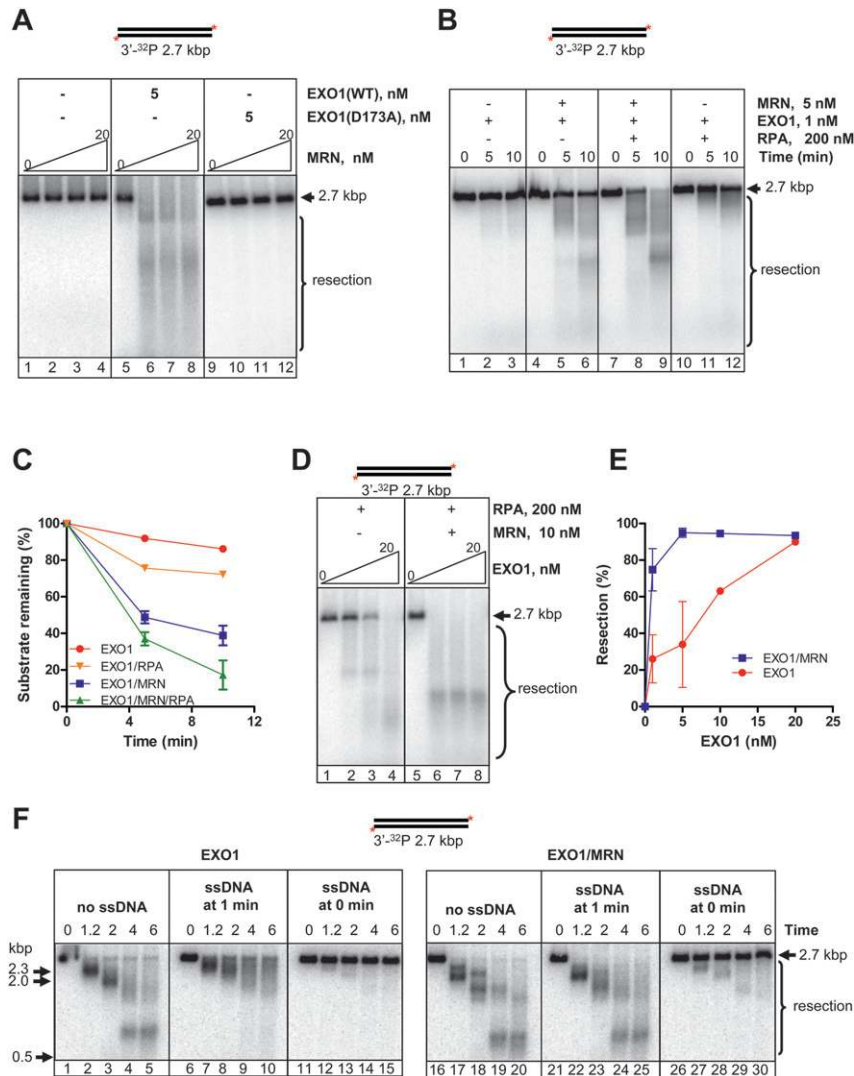 A
3'-³²P 2.7 kbp
- 5 - EXO1(WT), nM
- - 5 EXO1(D173A), nM
0 20 0 20 0 20 MRN, nM
2.7 kbp
resection
1 2 3 4 5 6 7 8 9 10 11 12
B
3'-³²P 2.7 kbp
- + + - MRN, 5 nM
+ + + + EXO1, 1 nM
- - + + RPA, 200 nM
0 5 10 0 5 10 0 5 10 0 5 10 Time (min)
2.7 kbp
resection
1 2 3 4 5 6 7 8 9 10 11 12
C
Substrate remaining (%)
100
80
60
40
20
0
EXO1
EXO1/RPA
EXO1/MRN
EXO1/MRN/RPA
0 4 8 12
Time (min)
D
3'-³²P 2.7 kbp
+ + RPA, 200 nM
- + MRN, 10 nM
0 20 0 20 EXO1, nM
2.7 kbp
resection
1 2 3 4 5 6 7 8
E
Resection (%)
100
80
60
40
20
0
EXO1/MRN
EXO1
0 5 10 15 20 25
EXO1 (nM)
F
3'-³²P 2.7 kbp
EXO1 EXO1/MRN
no ssDNA ssDNA at 1 min ssDNA at 0 min no ssDNA ssDNA at 1 min ssDNA at 0 min
0 1.2 2 4 6 0 1.2 2 4 6 0 1.2 2 4 6 0 1.2 2 4 6 0 1.2 2 4 6 0 1.2 2 4 6 Time
kbp
2.7 kbp
2.3
2.0
resection
0.5
1 2 3 4 5 6 7 8 9 10 11 12 13 14 15 16 17 18 19 20 21 22 23 24 25 26 27 28 29 30